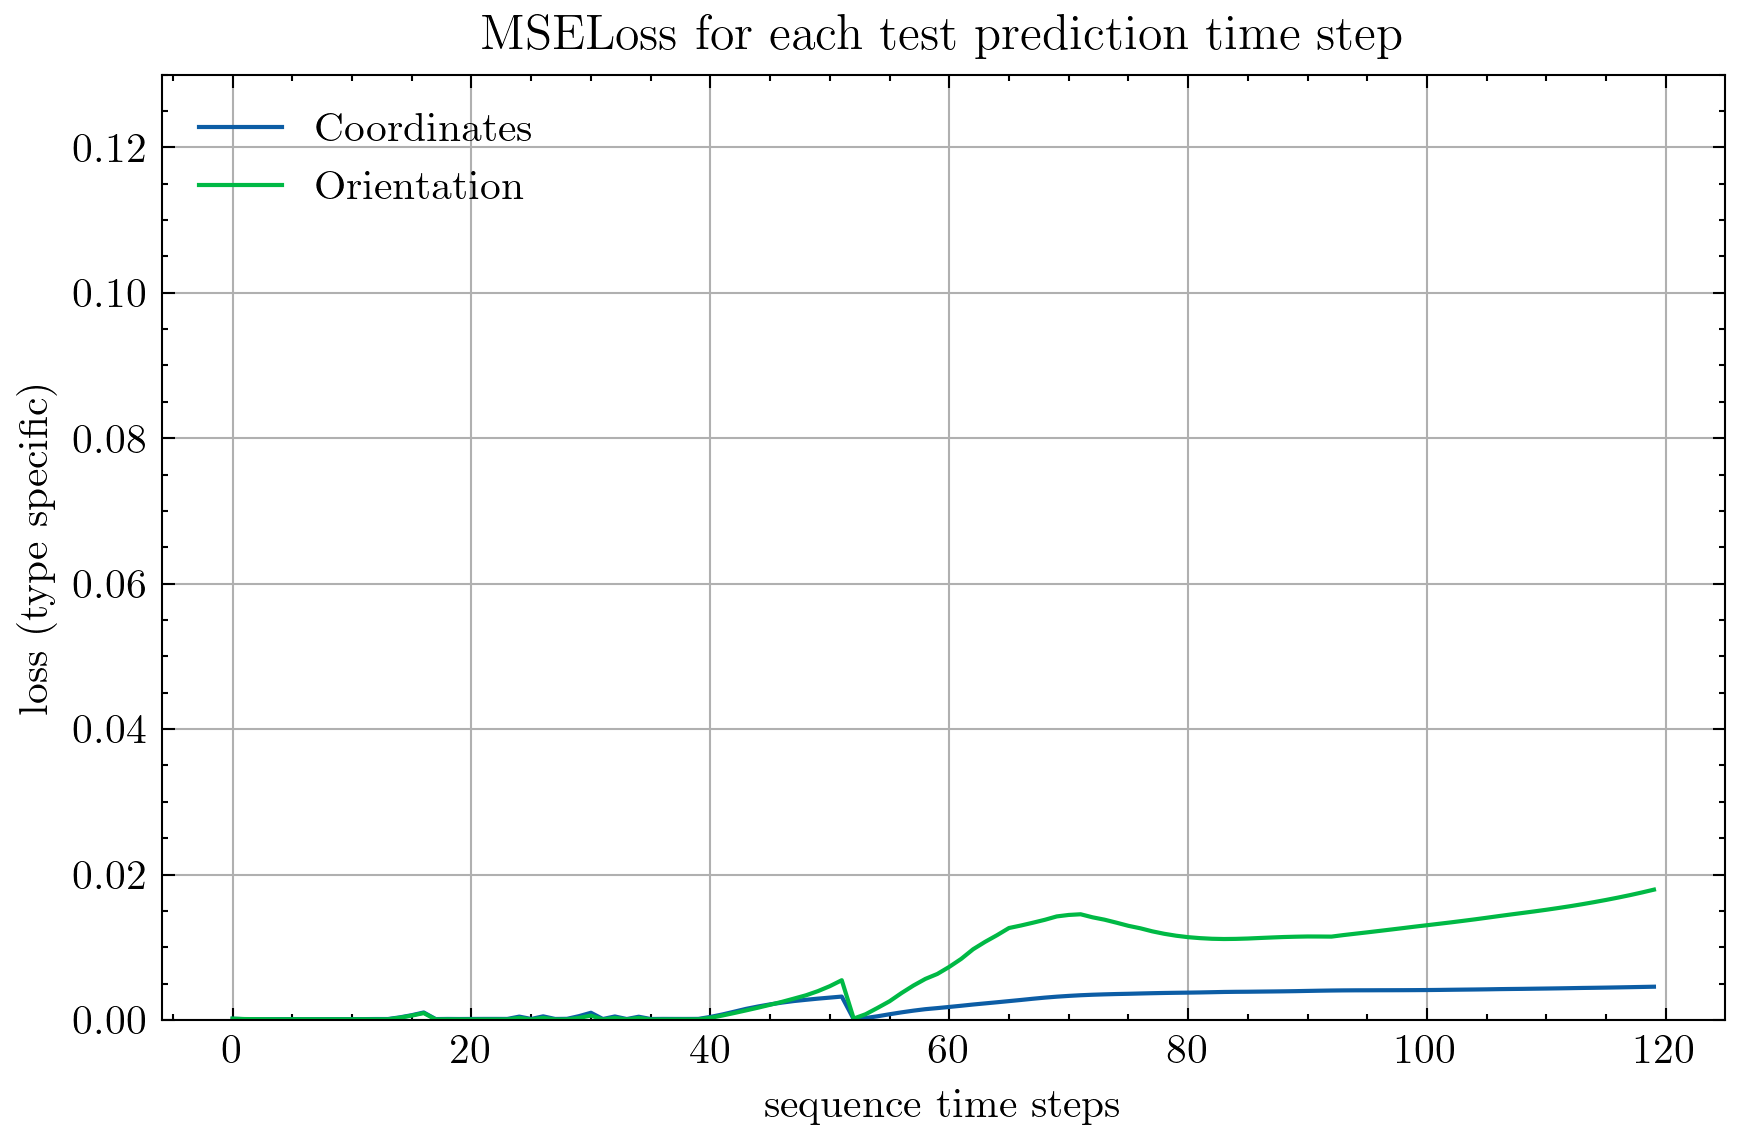 MSELoss for each test prediction time step
Coordinates
Orientation
0.12
0.10
0.08
0.06
0.04
0.02
0.00
loss (type specific)
0 20 40 60 80 100 120
sequence time steps